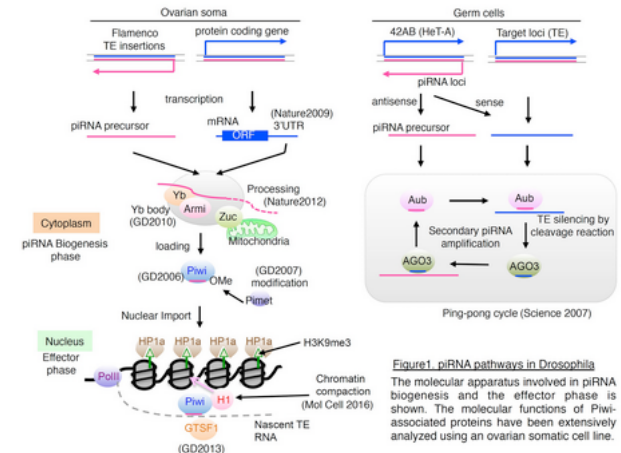 Ovarian soma
Flamenco
TE insertions
protein coding gene
transcription
(Nature2009)
piRNA precursor
mRNA
3'UTR
ORF
Processing
(Nature2012)
Yb
Armi
Zuc
Yb body
(GD2010)
Mitochondria
Cytoplasm
piRNA Biogenesis
phase
loading
Piwi
(GD2006)
OMe
(GD2007)
modification
Pimet
Nuclear Import
Nucleus
Effector
phase
HP1a HP1a HP1a HP1a
H3K9me3
PolII
Piwi
H1
Chromatin
compaction
(Mol Cell 2016)
GTSF1
(GD2013)
Nascent TE
RNA
Germ cells
42AB (HeT-A)
Target loci (TE)
piRNA loci
antisense
sense
piRNA precursor
Aub
Aub
TE silencing by
cleavage reaction
Secondary piRNA
amplification
AGO3
AGO3
Ping-pong cycle (Science 2007)
Figure1. piRNA pathways in Drosophila
The molecular apparatus involved in piRNA
biogenesis and the effector phase is
shown. The molecular functions of Piwi-
associated proteins have been extensively
analyzed using an ovarian somatic cell line.